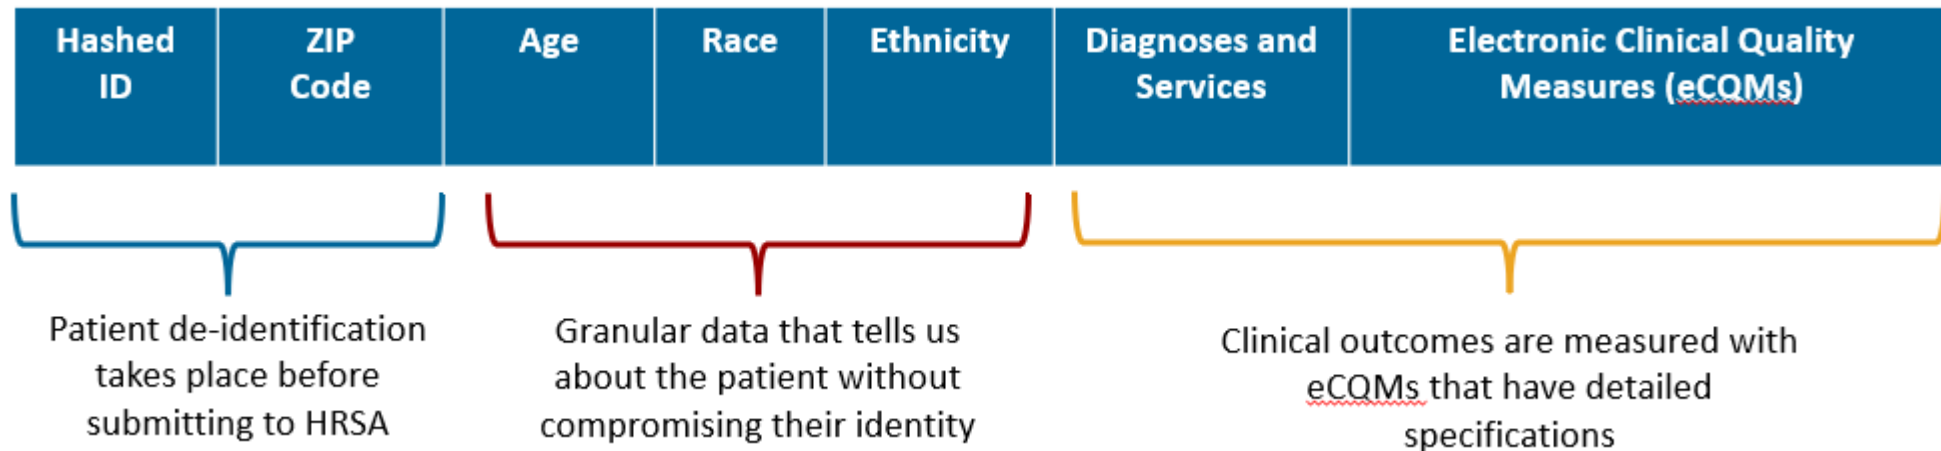 Hashed ID
ZIP Code
Age
Race
Ethnicity
Diagnoses and Services
Electronic Clinical Quality Measures (eCQMs)
Patient de-identification
takes place before
submitting to HRSA
Granular data that tells us
about the patient without
compromising their identity
Clinical outcomes are measured with
eCQMs that have detailed
specifications